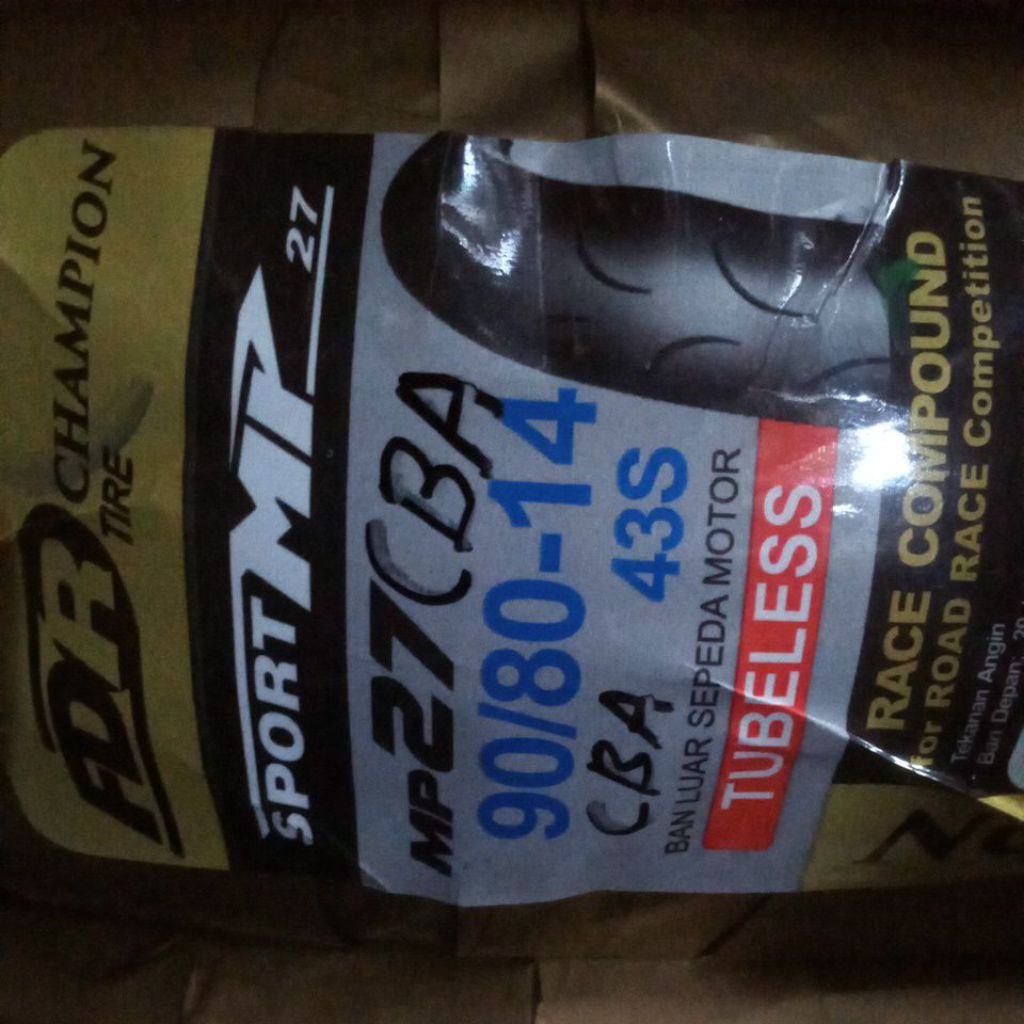 FDR CHAMPION
TIRE
SPORT MP 27
MP27 CBA
90/80-14
CBA 43S
BAN LUAR SEPEDA MOTOR
TUBELESS
RACE COMPOUND
for ROAD RACE Competition
Tekanan Angin
Ban Depan: